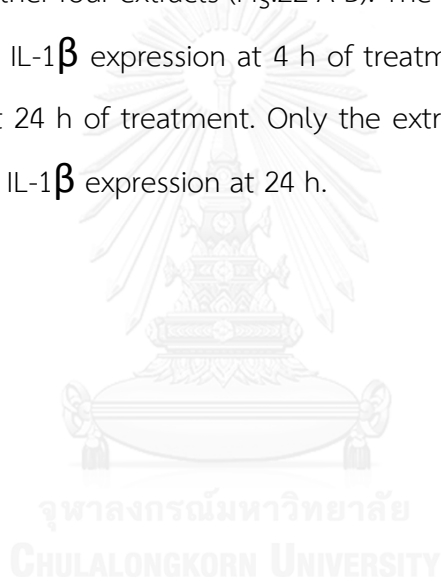 ther four extracts (Fig.22 A-B). The
IL-1β expression at 4 h of treatm
t 24 h of treatment. Only the extr
IL-1β expression at 24 h.
จุฬาลงกรณ์มหาวิทยาลัย
CHULALONGKORN UNIVERSITY